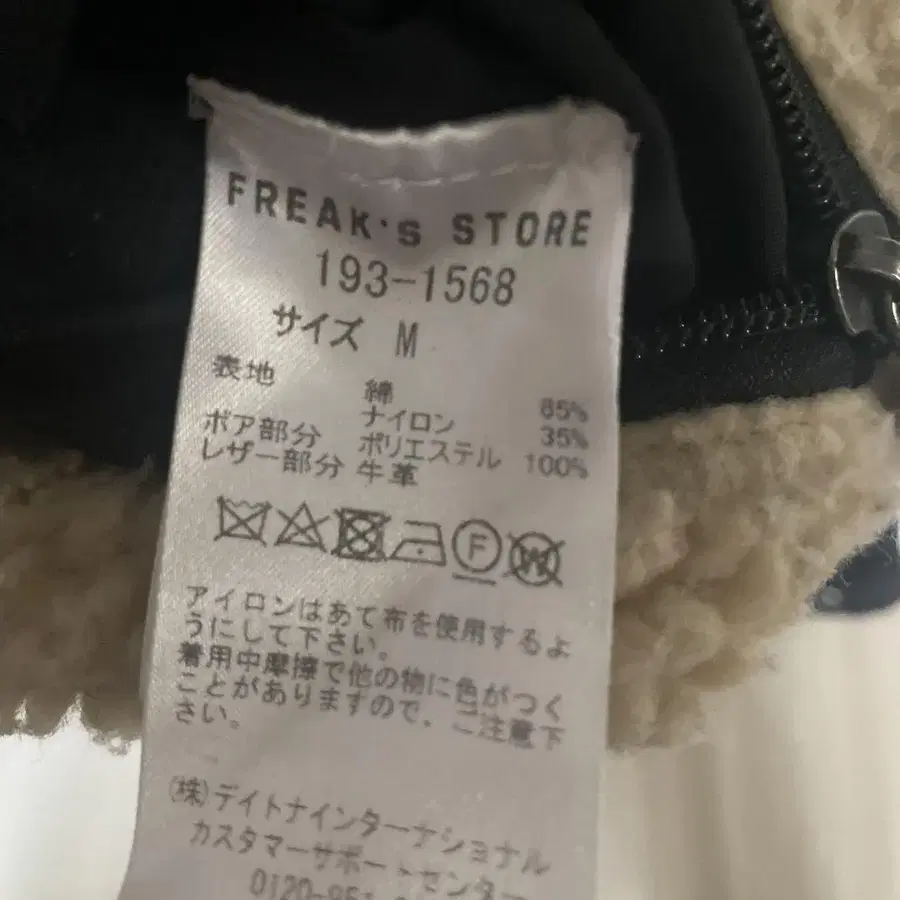 FREAK's STORE
193-1568
サイズ M
表地 綿 65%
ナイロン 35%
ボア部分 ポリエステル 100%
レザー部分 牛革
F W
アイロンはあて布を使用するよ
うにして下さい。
着用中摩擦で他の物に色がつく
ことがありますので、ご注意下
さい。
(株)デイトナインターナショナル
カスタマーサポートセンター
0120-951